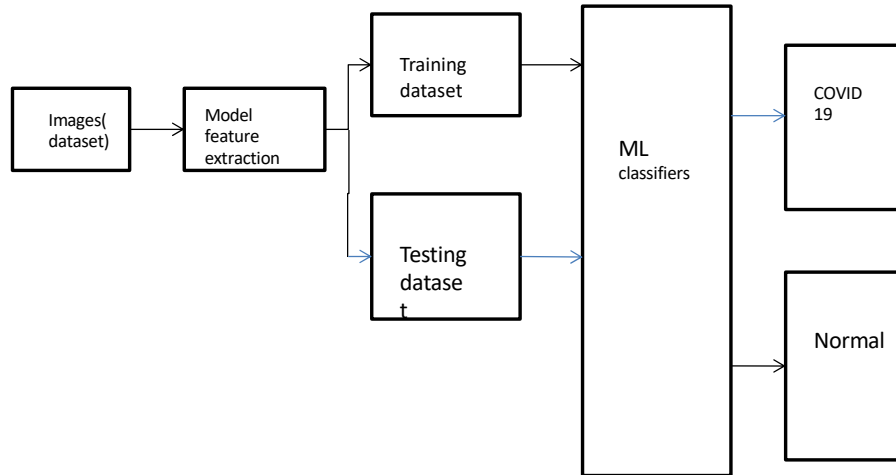 Images(
dataset)
Model
feature
extraction
Training
dataset
Testing
datase
t
ML
classifiers
COVID
19
Normal